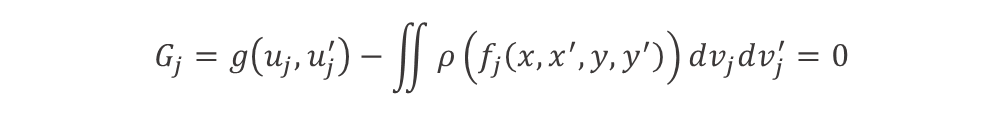 G_j = g(u_j, u_j′) − ∬ ρ(f_j(x, x′, y, y′)) dv_j dv_j′ = 0